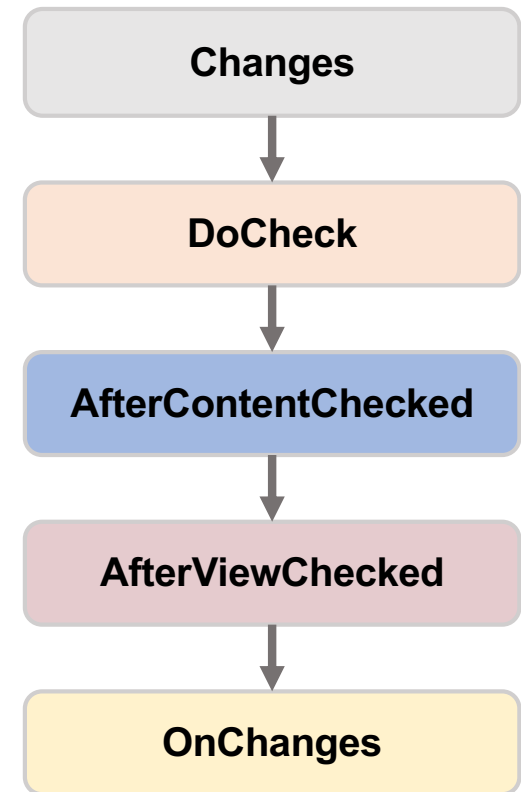 Changes
DoCheck
AfterContentChecked
AfterViewChecked
OnChanges